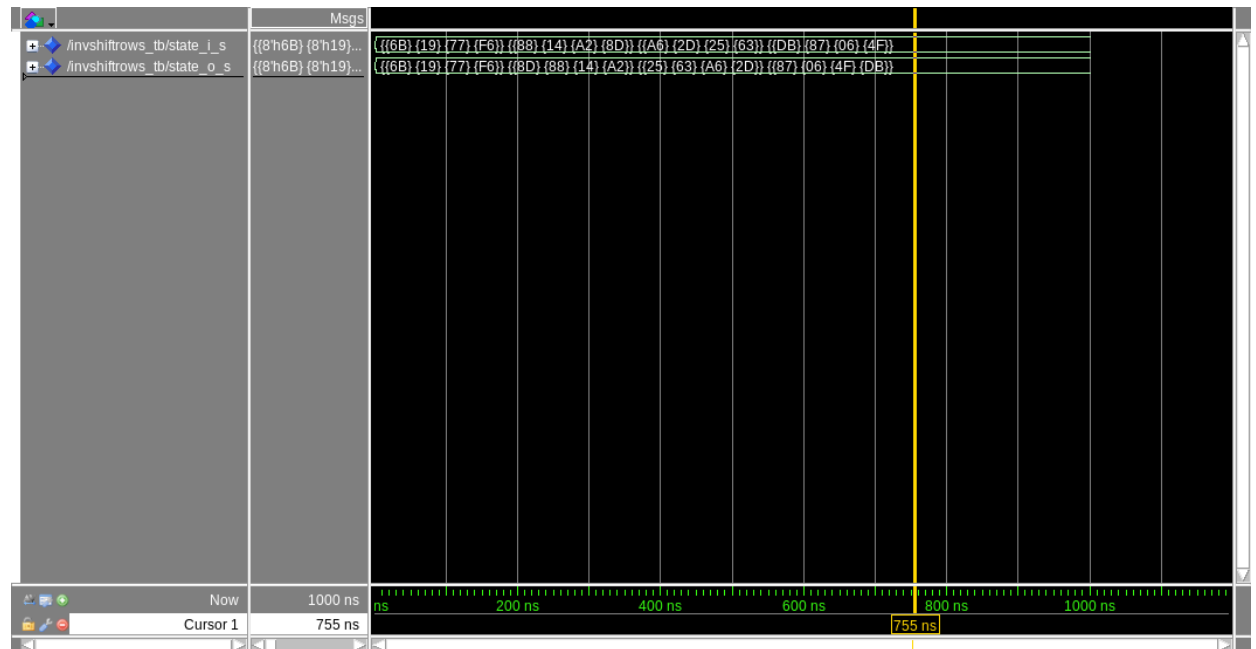 Msgs
/invshiftrows_tb/state_i_s {{8'h6B} {8'h19}... {{6B} {19} {77} {F6}} {{88} {14} {A2} {8D}} {{A6} {2D} {25} {63}} {{DB} {87} {06} {4F}}
/invshiftrows_tb/state_o_s {{8'h6B} {8'h19}... {{6B} {19} {77} {F6}} {{8D} {88} {14} {A2}} {{25} {63} {A6} {2D}} {{87} {06} {4F} {DB}}
Now 1000 ns ns 200 ns 400 ns 600 ns 800 ns 1000 ns
Cursor 1 755 ns 755 ns